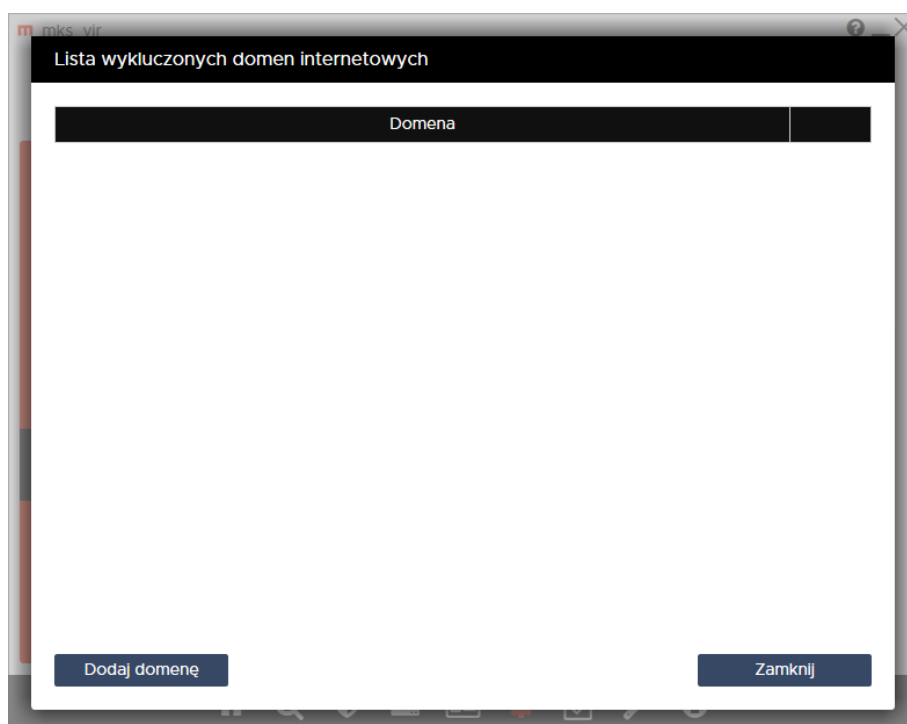 mks_vir
Lista wykluczonych domen internetowych
Domena
Dodaj domenę
Zamknij